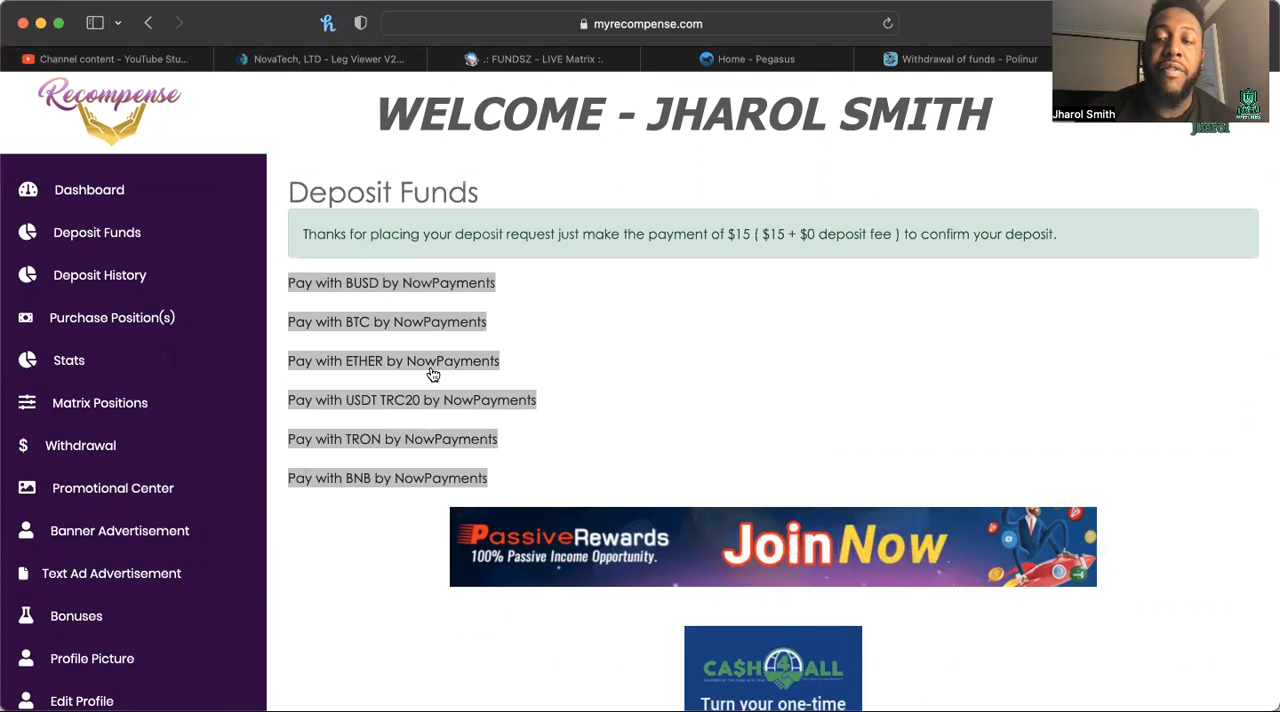 myrecompense.com
Channel content - YouTube Stu...
NovaTech, LTD - Leg Viewer V2...
.: FUNDSZ - LIVE Matrix :.
Home - Pegasus
Withdrawal of funds - Polinur
Jharol Smith
Jharol
Recompense
WELCOME - JHAROL SMITH
Dashboard
Deposit Funds
Deposit History
Purchase Position(s)
Stats
Matrix Positions
Withdrawal
Promotional Center
Banner Advertisement
Text Ad Advertisement
Bonuses
Profile Picture
Edit Profile
Deposit Funds
Thanks for placing your deposit request just make the payment of $15 ( $15 + $0 deposit fee ) to confirm your deposit.
Pay with BUSD by NowPayments
Pay with BTC by NowPayments
Pay with ETHER by NowPayments
Pay with USDT TRC20 by NowPayments
Pay with TRON by NowPayments
Pay with BNB by NowPayments
PassiveRewards
100% Passive Income Opportunity.
Join Now
CA$H 4 ALL
Turn your one-time